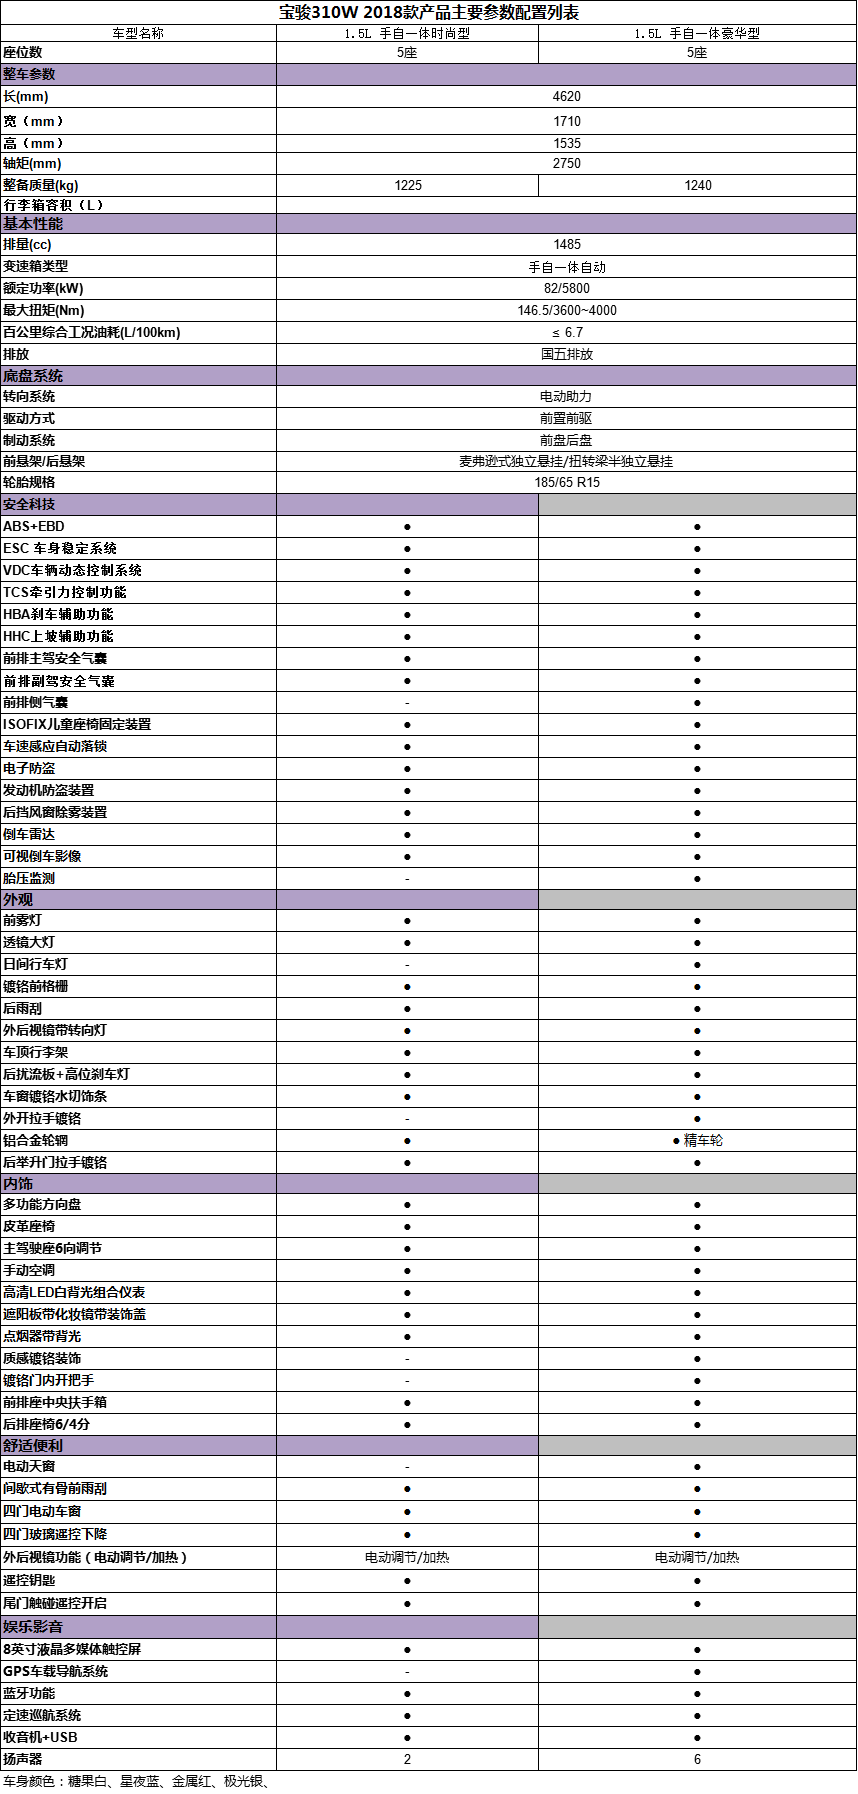 宝骏310W 2018款产品主要参数配置列表
车型名称 1.5L 手自一体时尚型 1.5L 手自一体豪华型
座位数 5座 5座
整车参数
长(mm) 4620
宽（mm） 1710
高（mm） 1535
轴矩(mm) 2750
整备质量(kg) 1225 1240
行李箱容积（L）
基本性能
排量(cc) 1485
变速箱类型 手自一体自动
额定功率(kW) 82/5800
最大扭矩(Nm) 146.5/3600~4000
百公里综合工况油耗(L/100km) ≤ 6.7
排放 国五排放
底盘系统
转向系统 电动助力
驱动方式 前置前驱
制动系统 前盘后盘
前悬架/后悬架 麦弗逊式独立悬挂/扭转梁半独立悬挂
轮胎规格 185/65 R15
安全科技
ABS+EBD ● ●
ESC 车身稳定系统 ● ●
VDC车辆动态控制系统 ● ●
TCS牵引力控制功能 ● ●
HBA刹车辅助功能 ● ●
HHC上坡辅助功能 ● ●
前排主驾安全气囊 ● ●
前排副驾安全气囊 ● ●
前排侧气囊 - ●
ISOFIX儿童座椅固定装置 ● ●
车速感应自动落锁 ● ●
电子防盗 ● ●
发动机防盗装置 ● ●
后挡风窗除雾装置 ● ●
倒车雷达 ● ●
可视倒车影像 ● ●
胎压监测 - ●
外观
前雾灯 ● ●
透镜大灯 ● ●
日间行车灯 - ●
镀铬前格栅 ● ●
后雨刮 ● ●
外后视镜带转向灯 ● ●
车顶行李架 ● ●
后扰流板+高位刹车灯 ● ●
车窗镀铬水切饰条 ● ●
外开拉手镀铬 - ●
铝合金轮辋 ● ● 精车轮
后举升门拉手镀铬 ● ●
内饰
多功能方向盘 ● ●
皮革座椅 ● ●
主驾驶座6向调节 ● ●
手动空调 ● ●
高清LED白背光组合仪表 ● ●
遮阳板带化妆镜带装饰盖 ● ●
点烟器带背光 ● ●
质感镀铬装饰 - ●
镀铬门内开把手 - ●
前排座中央扶手箱 ● ●
后排座椅6/4分 ● ●
舒适便利
电动天窗 - ●
间歇式有骨前雨刮 ● ●
四门电动车窗 ● ●
四门玻璃遥控下降 ● ●
外后视镜功能（电动调节/加热） 电动调节/加热 电动调节/加热
遥控钥匙 ● ●
尾门触碰遥控开启 ● ●
娱乐影音
8英寸液晶多媒体触控屏 ● ●
GPS车载导航系统 - ●
蓝牙功能 ● ●
定速巡航系统 ● ●
收音机+USB ● ●
扬声器 2 6
车身颜色：糖果白、星夜蓝、金属红、极光银、